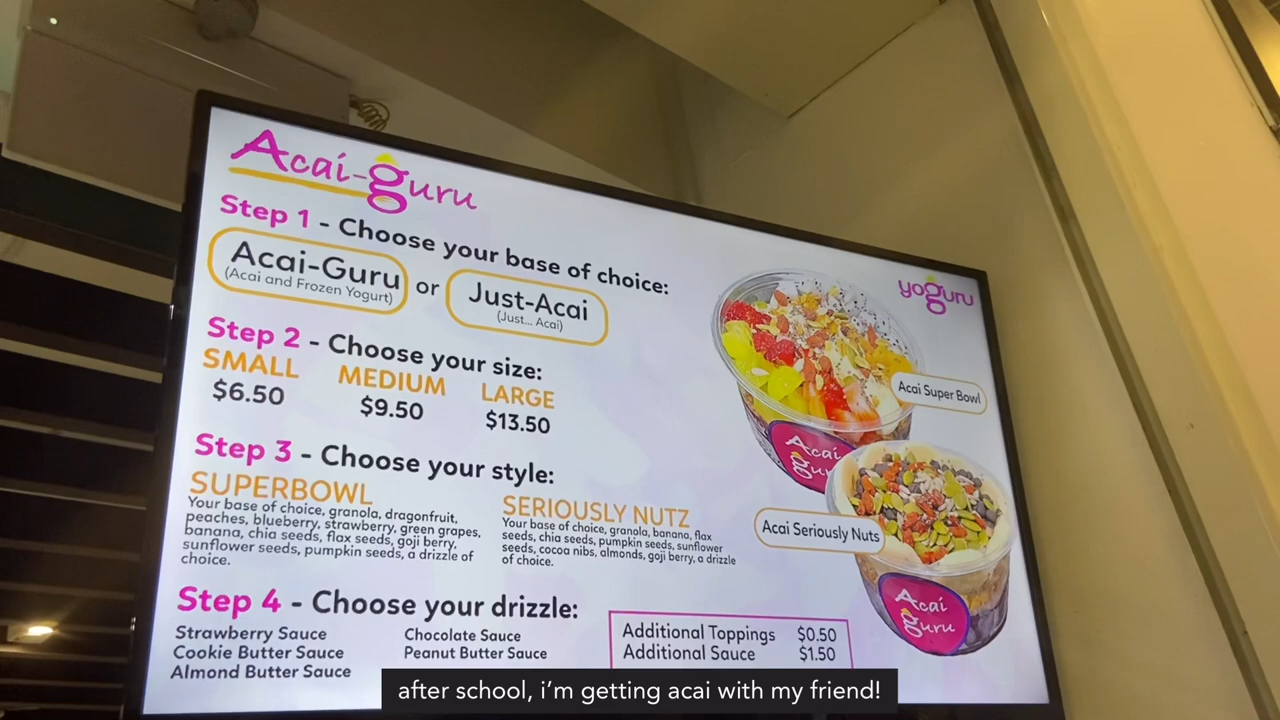 Acai-guru
Step 1 - Choose your base of choice:
Acai-Guru
(Acai and Frozen Yogurt)
or
Just-Acai
(Just... Acai)
Step 2 - Choose your size:
SMALL MEDIUM LARGE
$6.50 $9.50 $13.50
Step 3 - Choose your style:
SUPERBOWL
Your base of choice, granola, dragonfruit,
peaches, blueberry, strawberry, green grapes,
banana, chia seeds, flax seeds, goji berry,
sunflower seeds, pumpkin seeds, a drizzle of
choice.
SERIOUSLY NUTZ
Your base of choice, granola, banana, flax
seeds, chia seeds, pumpkin seeds, sunflower
seeds, cocoa nibs, almonds, goji berry, a drizzle
of choice.
Step 4 - Choose your drizzle:
Strawberry Sauce
Cookie Butter Sauce
Almond Butter Sauce
Chocolate Sauce
Peanut Butter Sauce
Additional Toppings $0.50
Additional Sauce $1.50
yoguru
Acai Super Bowl
Acai
gu
Acai Seriously Nuts
Acai
guru
after school, i'm getting acai with my friend!